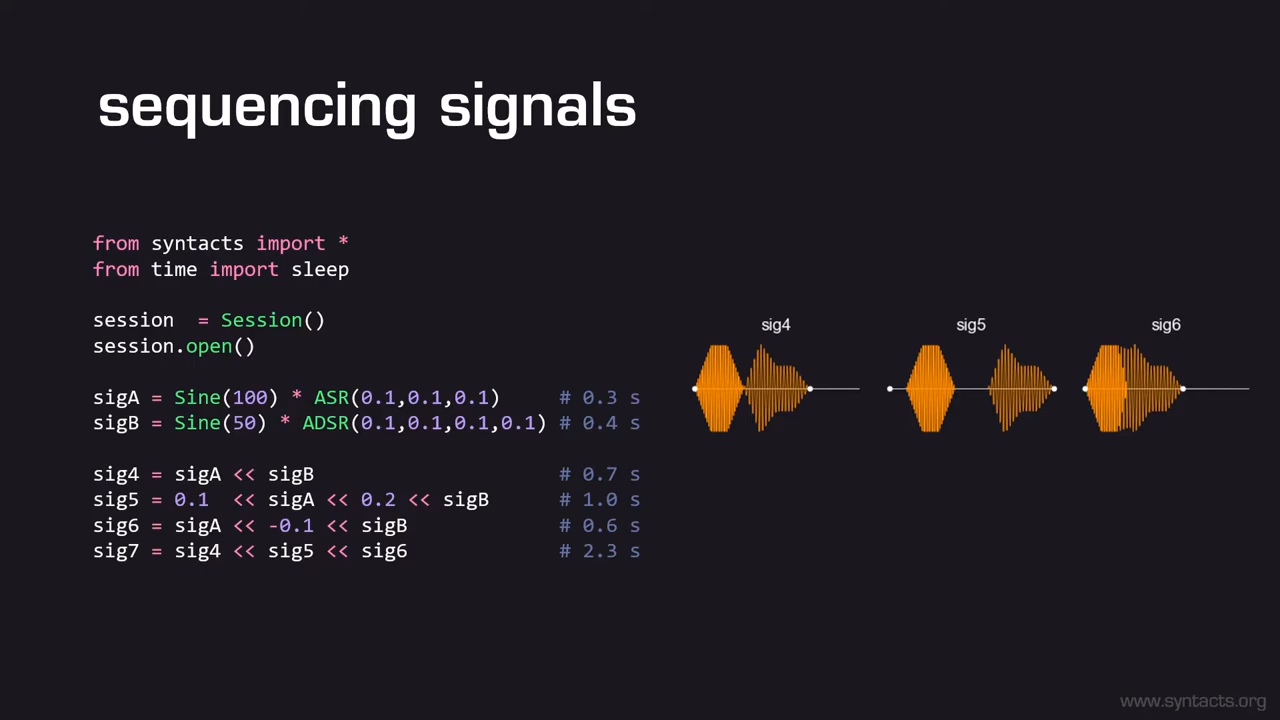 sequencing signals
from syntacts import *
from time import sleep
session  = Session()
session.open()
sigA = Sine(100) * ASR(0.1,0.1,0.1)     # 0.3 s
sigB = Sine(50) * ADSR(0.1,0.1,0.1,0.1) # 0.4 s
sig4 = sigA << sigB                     # 0.7 s
sig5 = 0.1  << sigA << 0.2 << sigB      # 1.0 s
sig6 = sigA << -0.1 << sigB             # 0.6 s
sig7 = sig4 << sig5 << sig6             # 2.3 s
sig4
sig5
sig6
www.syntacts.org